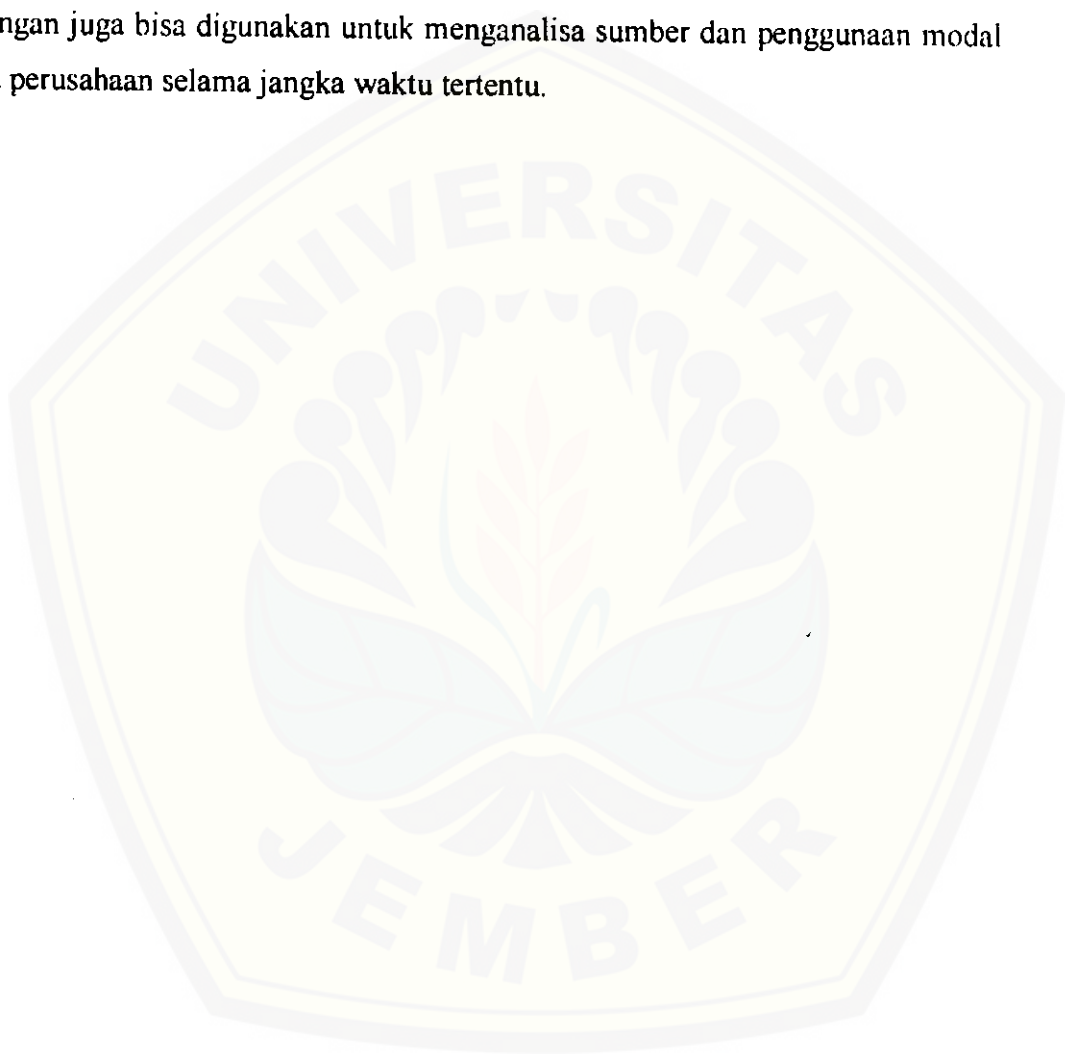 ngan juga bisa digunakan untuk menganalisa sumber dan penggunaan modal
perusahaan selama jangka waktu tertentu.
UNIVERSITAS
JEMBER